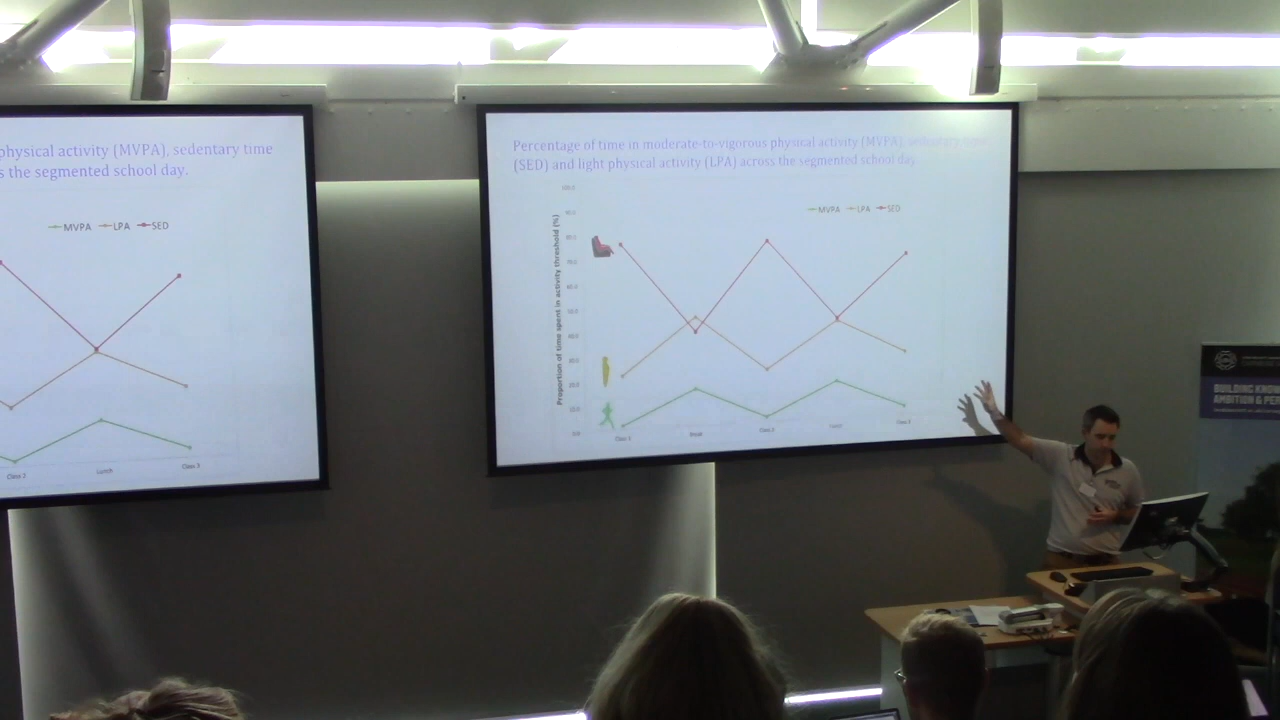 physical activity (MVPA), sedentary time
s the segmented school day.
MVPA LPA SED
Class 2 Lunch Class 3
Percentage of time in moderate-to-vigorous physical activity (MVPA), sedentary time
(SED) and light physical activity (LPA) across the segmented school day.
MVPA LPA SED
Proportion of time spent in activity threshold (%)
Class 1 Break Class 2 Lunch Class 3
BUILDING KNOW
AMBITION & PER